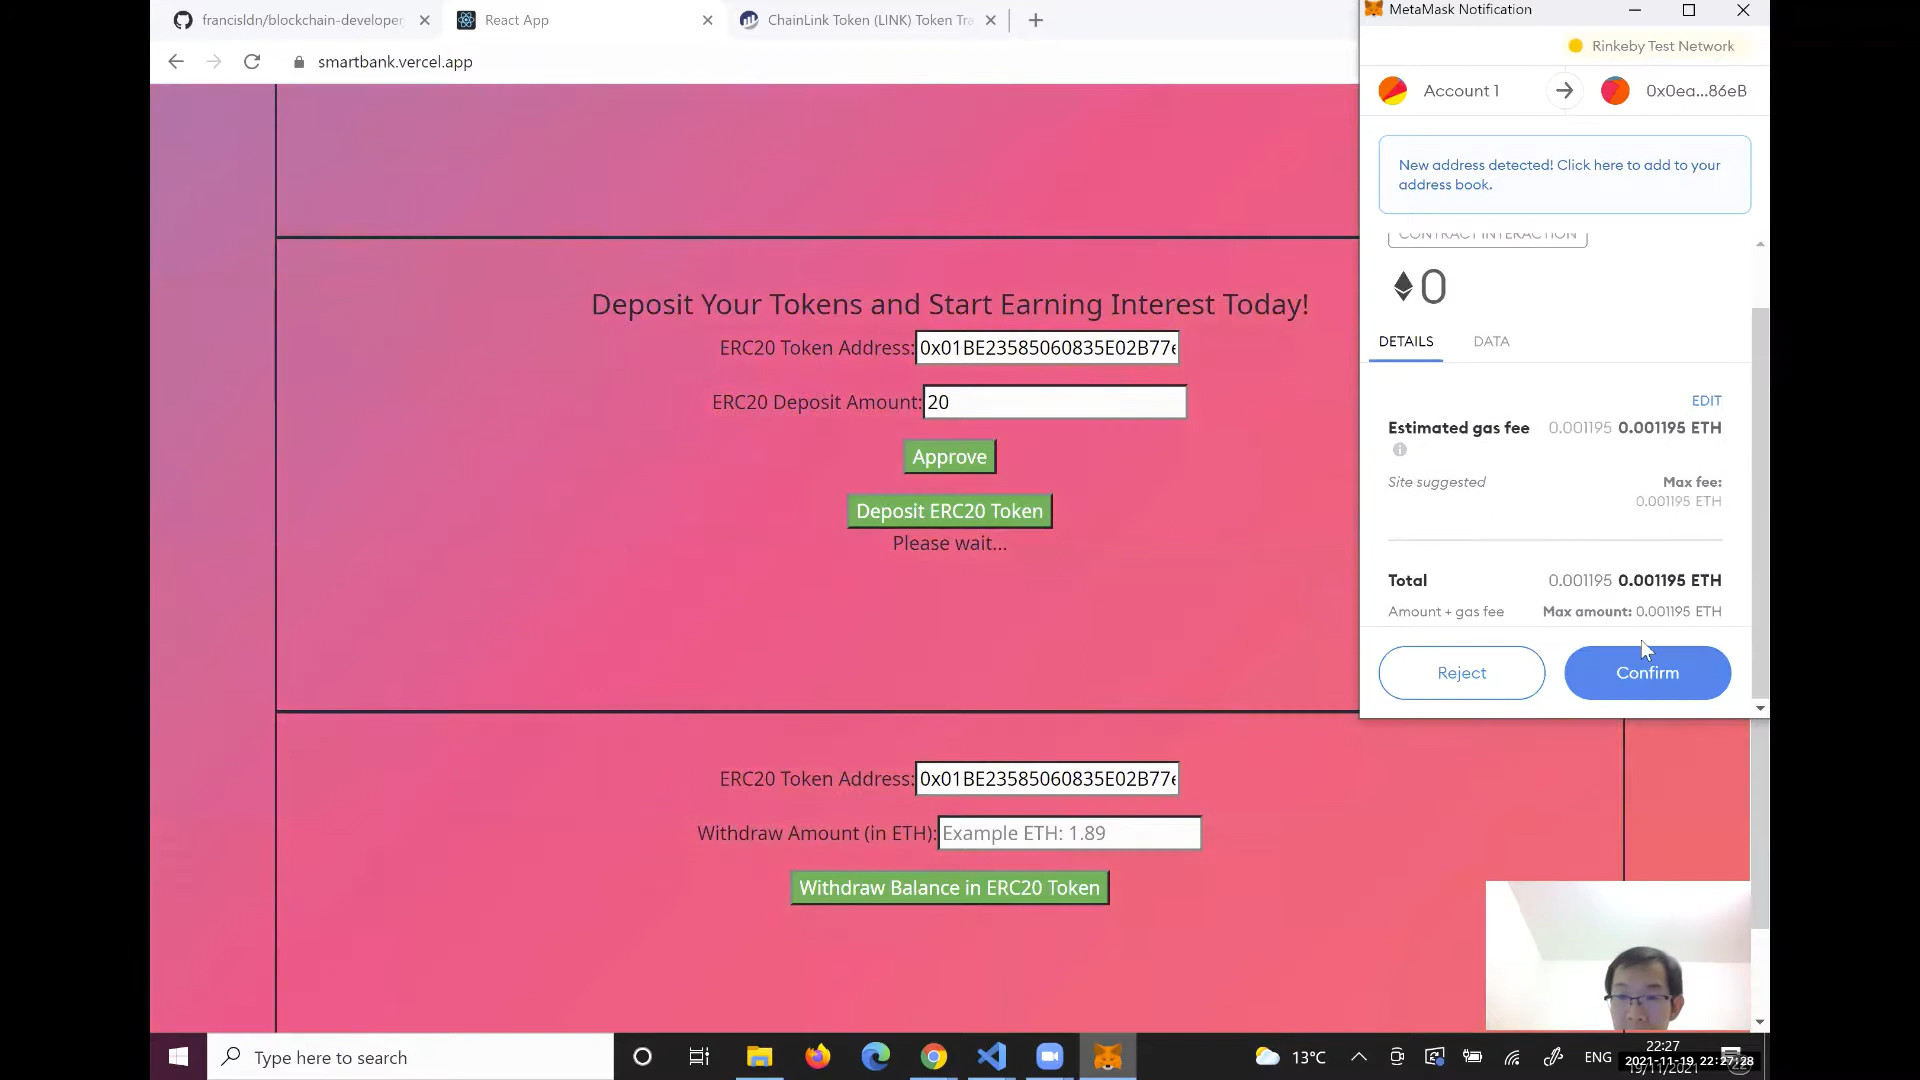 francisldn/blockchain-developer-
React App
ChainLink Token (LINK) Token Tra
smartbank.vercel.app
Deposit Your Tokens and Start Earning Interest Today!
ERC20 Token Address:
0x01BE23585060835E02B77e
ERC20 Deposit Amount:
20
Approve
Deposit ERC20 Token
Please wait...
ERC20 Token Address:
0x01BE23585060835E02B77e
Withdraw Amount (in ETH):
Example ETH: 1.89
Withdraw Balance in ERC20 Token
MetaMask Notification
Rinkeby Test Network
Account 1
0x0ea...86eB
New address detected! Click here to add to your
address book.
CONTRACT INTERACTION
0
DETAILS
DATA
EDIT
Estimated gas fee
0.001195 0.001195 ETH
Site suggested
Max fee:
0.001195 ETH
Total
0.001195 0.001195 ETH
Amount + gas fee
Max amount: 0.001195 ETH
Reject
Confirm
Type here to search
13°C
ENG
22:27
2021-11-19, 22:27:28
19/11/2021